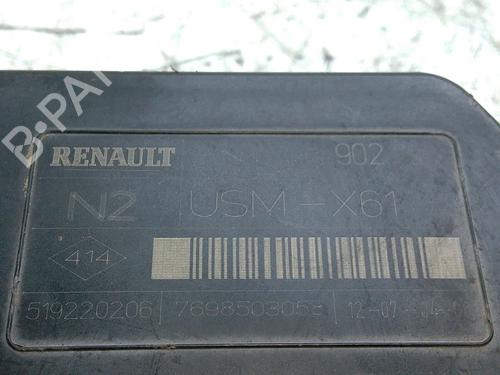 B-PA
RENAULT 902
N2 USM-X61
414
519220206 769850305